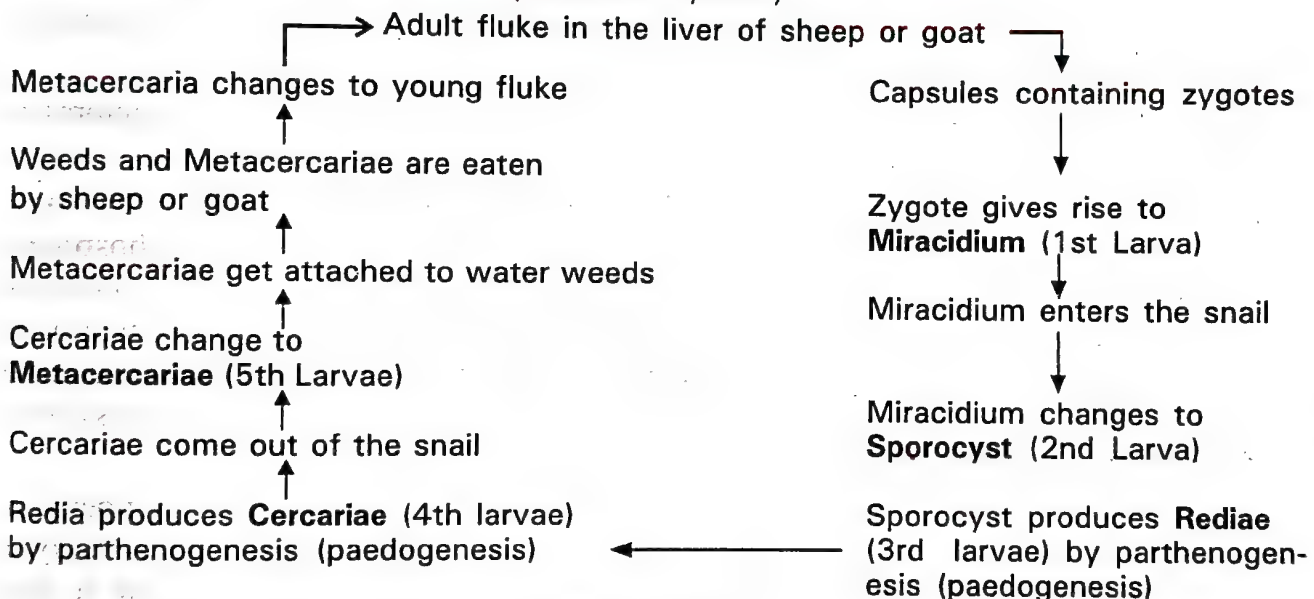 Adult fluke in the liver of sheep or goat
Capsules containing zygotes
Zygote gives rise to
Miracidium (1st Larva)
Miracidium enters the snail
Miracidium changes to
Sporocyst (2nd Larva)
Sporocyst produces Rediae
(3rd larvae) by parthenogen-
esis (paedogenesis)
Redia produces Cercariae (4th larvae)
by parthenogenesis (paedogenesis)
Cercariae come out of the snail
Cercariae change to
Metacercariae (5th Larvae)
Metacercariae get attached to water weeds
Weeds and Metacercariae are eaten
by sheep or goat
Metacercaria changes to young fluke